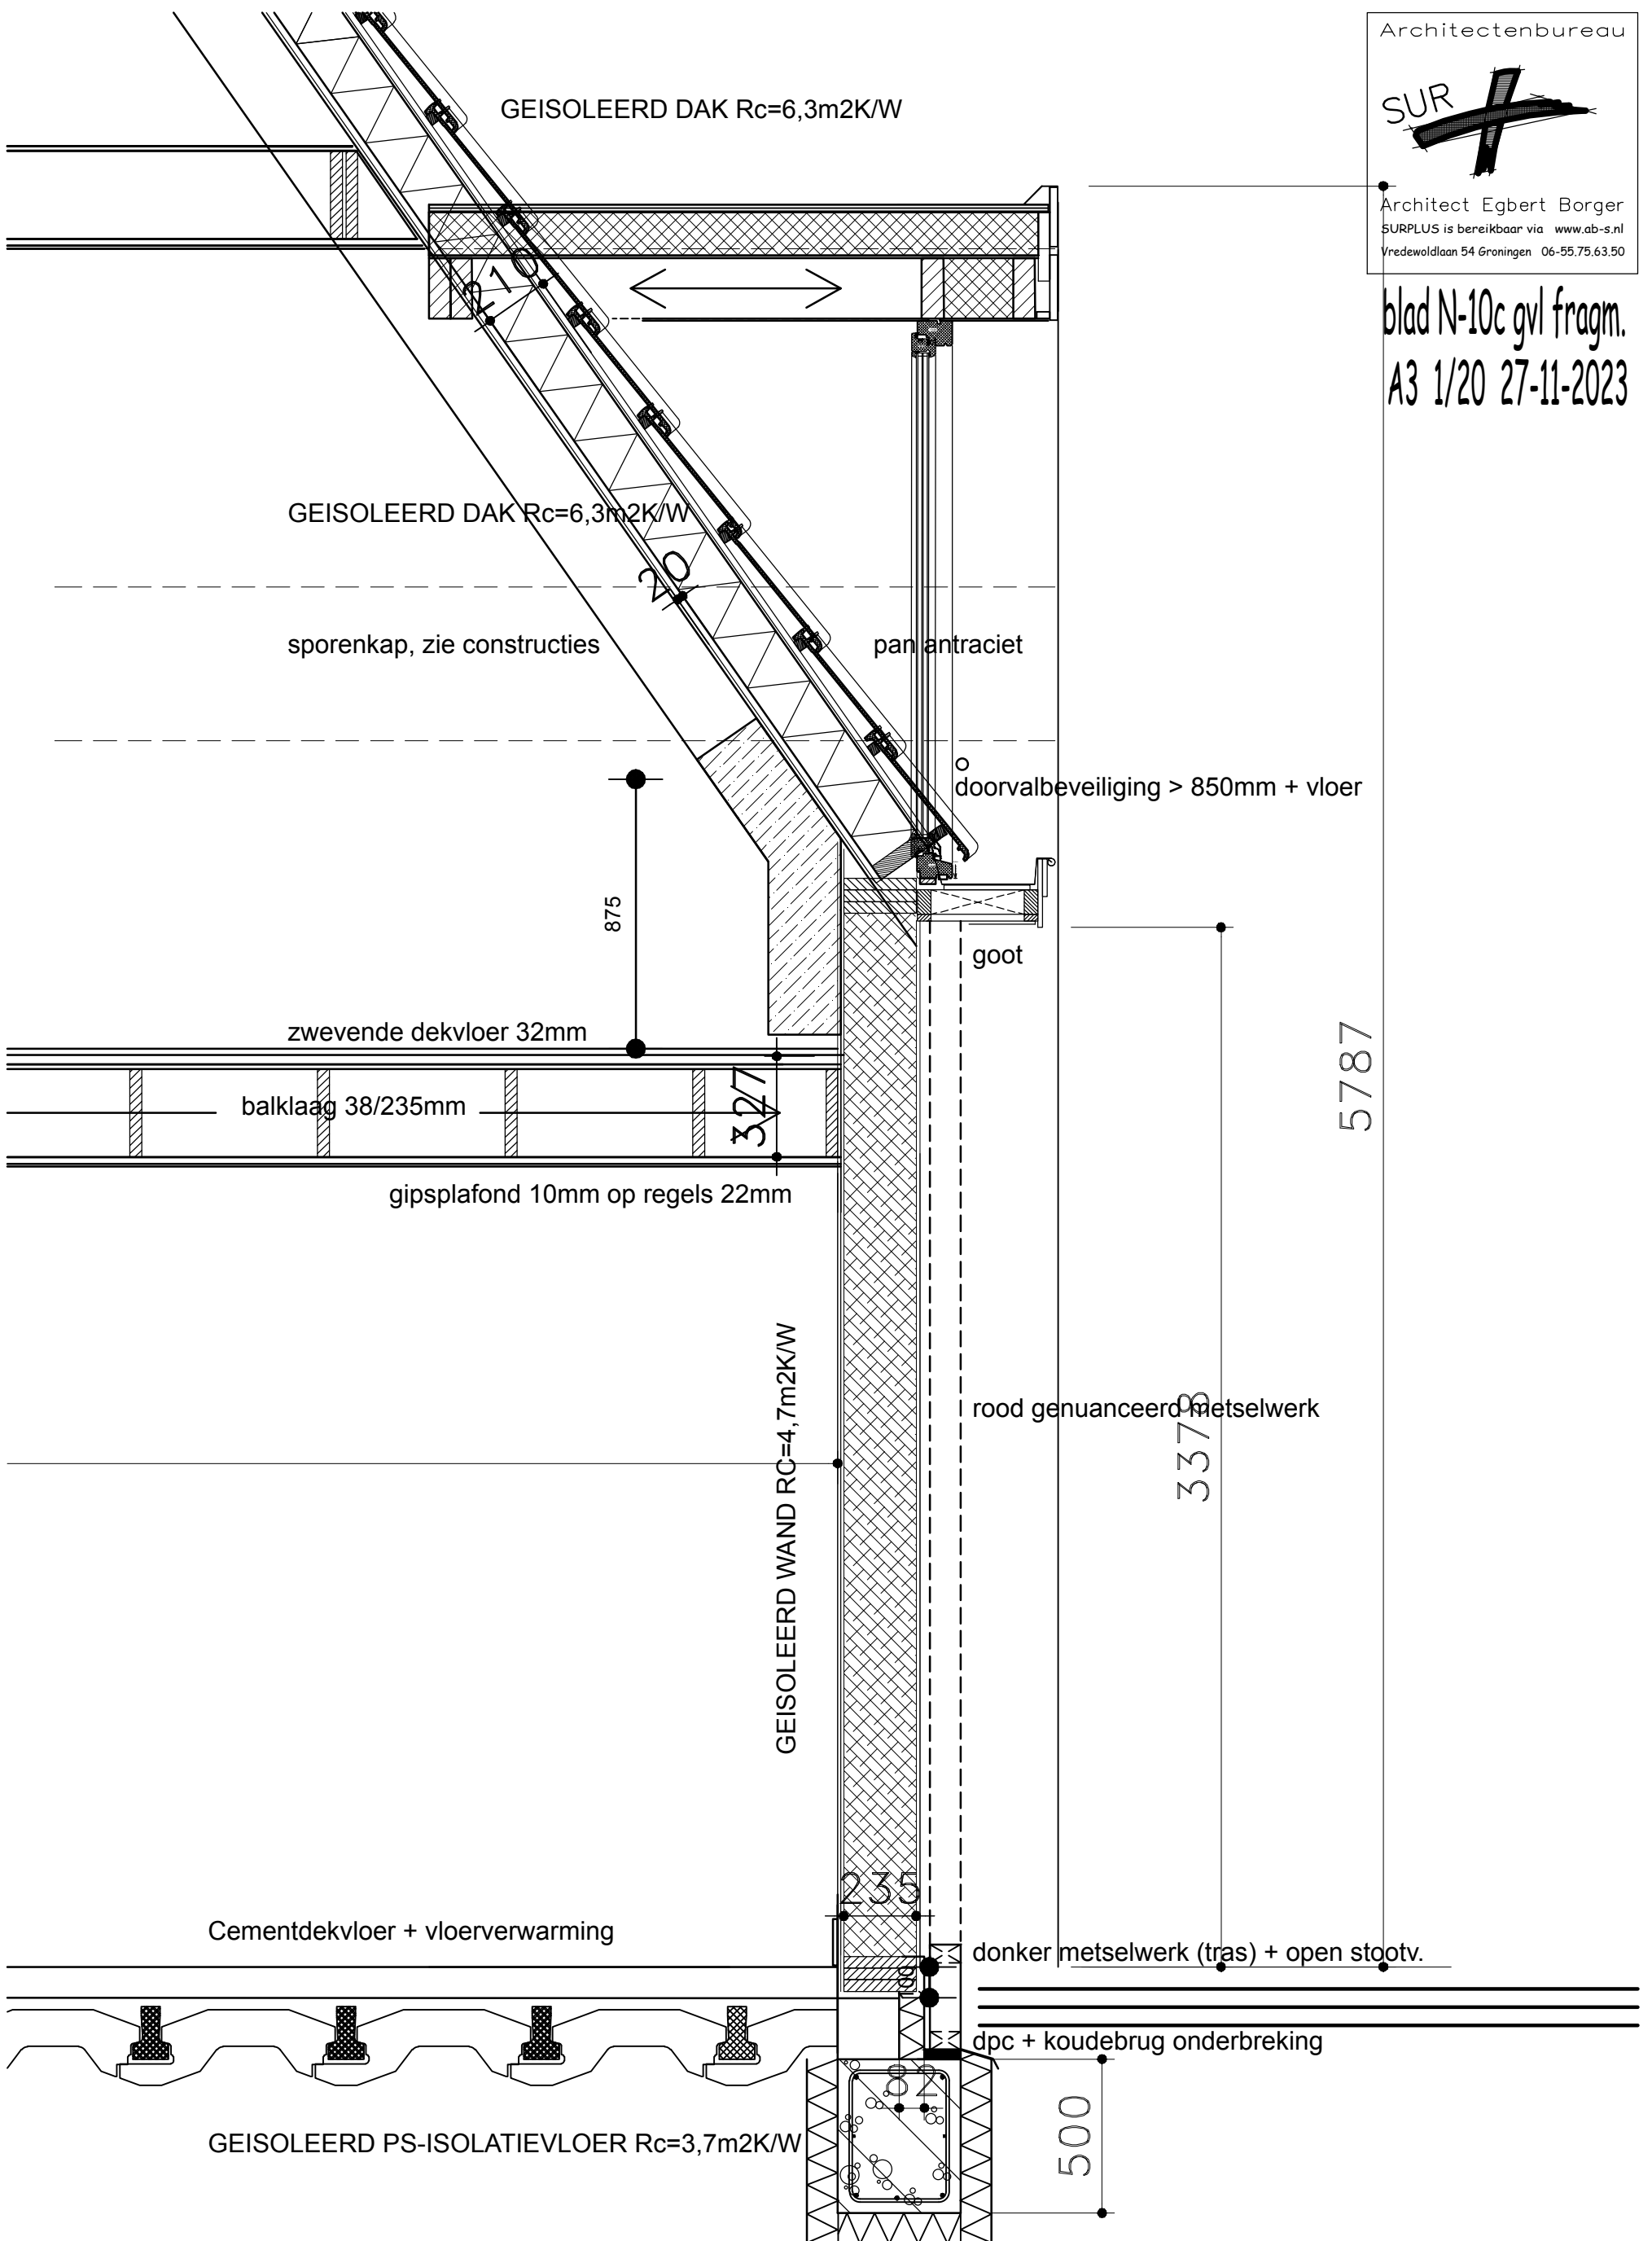 Architectenbureau
SUR
Architect Egbert Borger
SURPLUS is bereikbaar via www.ab-s.nl
Vredewoldlaan 54 Groningen 06-55.75.63.50
blad N-10c gvl fragm.
A3 1/20 27-11-2023
GEISOLEERD DAK Rc=6,3m2K/W
210
GEISOLEERD DAK Rc=6,3m2K/W
20
sporenkap, zie constructies
pan antraciet
doorvalbeveiliging > 850mm + vloer
875
goot
zwevende dekvloer 32mm
5787
balklaag 38/235mm
327
gipsplafond 10mm op regels 22mm
GEISOLEERD WAND RC=4,7m2K/W
rood genuanceerd metselwerk
3378
235
Cementdekvloer + vloerverwarming
donker metselwerk (tras) + open stootv.
100
dpc + koudebrug onderbreking
82
500
GEISOLEERD PS-ISOLATIEVLOER Rc=3,7m2K/W